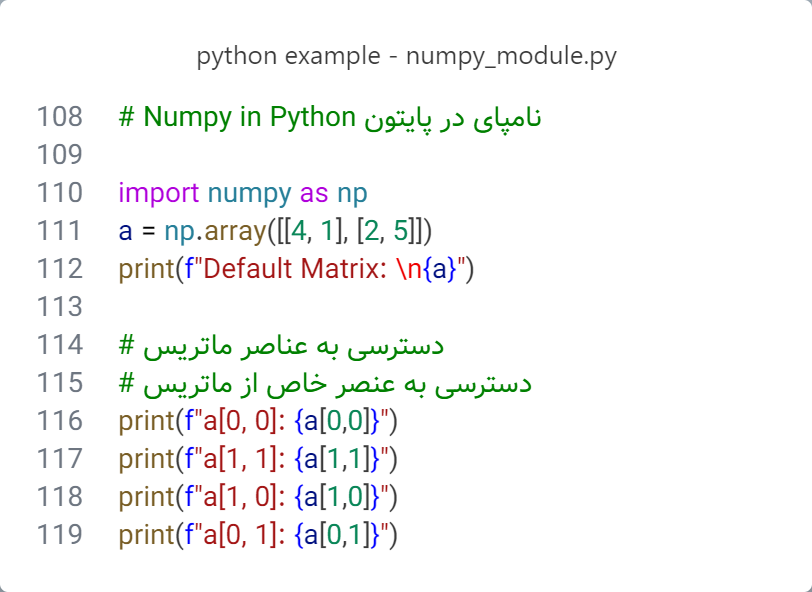 python example - numpy_module.py
108 # Numpy in Python نامپای در پایتون
109
110 import numpy as np
111 a = np.array([[4, 1], [2, 5]])
112 print(f"Default Matrix: \n{a}")
113
114 # دسترسی به عناصر ماتریس
115 # دسترسی به عنصر خاص از ماتریس
116 print(f"a[0, 0]: {a[0,0]}")
117 print(f"a[1, 1]: {a[1,1]}")
118 print(f"a[1, 0]: {a[1,0]}")
119 print(f"a[0, 1]: {a[0,1]}")